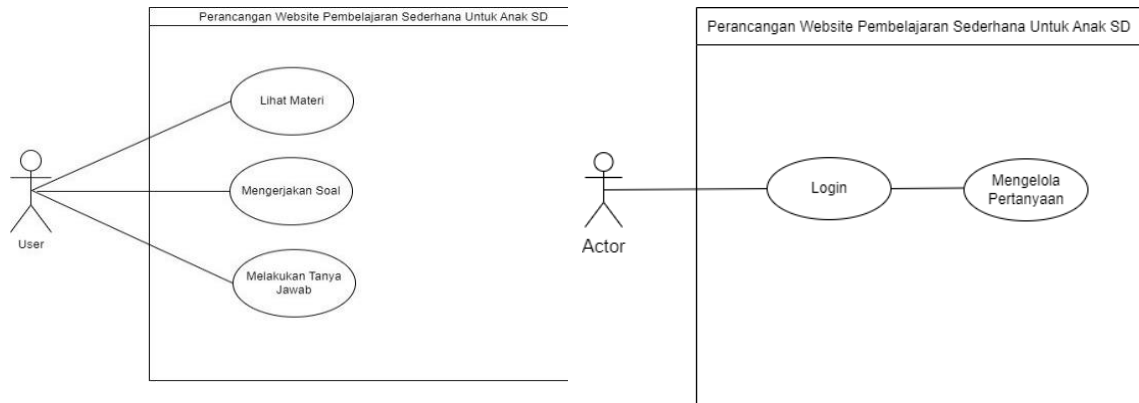 Perancangan Website Pembelajaran Sederhana Untuk Anak SD
Lihat Materi
Mengerjakan Soal
User
Melakukan Tanya
Jawab
Perancangan Website Pembelajaran Sederhana Untuk Anak SD
Login
Mengelola
Pertanyaan
Actor